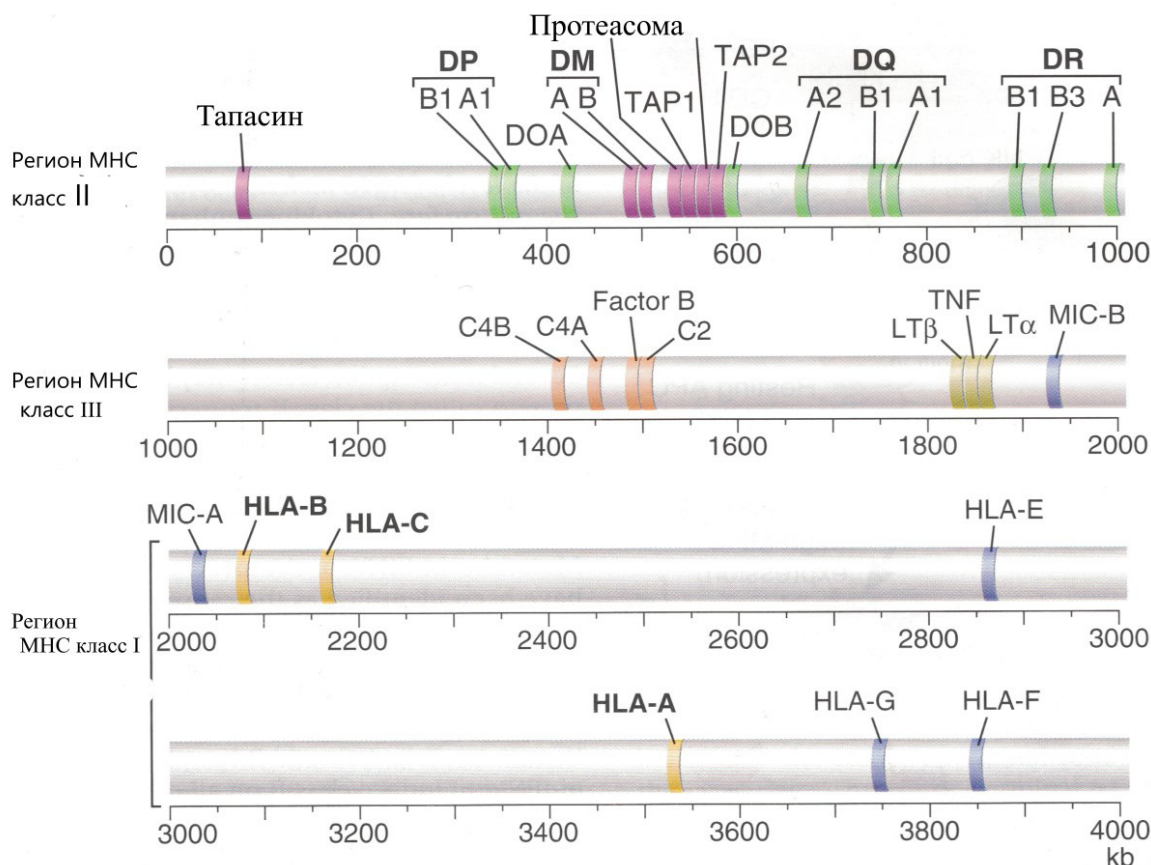 Протеасома
DP DM TAP2 DQ DR
B1 A1 A B TAP1 A2 B1 A1 B1 B3 A
Тапасин DOA DOB
Регион МНС
класс II
0 200 400 600 800 1000
Factor B TNF
C4B C4A C2 LTβ LTα MIC-B
Регион МНС
класс III
1000 1200 1400 1600 1800 2000
MIC-A HLA-B HLA-C HLA-E
Регион
МНС класс I
2000 2200 2400 2600 2800 3000
HLA-A HLA-G HLA-F
3000 3200 3400 3600 3800 4000
kb